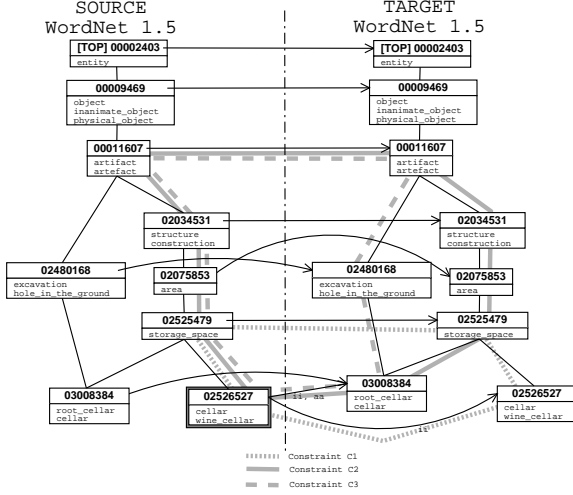 SOURCE
WordNet 1.5
TARGET
WordNet 1.5
[TOP] 00002403
entity
[TOP] 00002403
entity
00009469
object
inanimate_object
physical_object
00009469
object
inanimate_object
physical_object
00011607
artifact
artefact
00011607
artifact
artefact
02034531
structure
construction
02034531
structure
construction
02480168
excavation
hole_in_the_ground
02075853
area
02480168
excavation
hole_in_the_ground
02075853
area
02525479
storage_space
02525479
storage_space
03008384
root_cellar
cellar
02526527
cellar
wine_cellar
ii, aa
03008384
root_cellar
cellar
02526527
cellar
wine_cellar
ii
Constraint C1
Constraint C2
Constraint C3